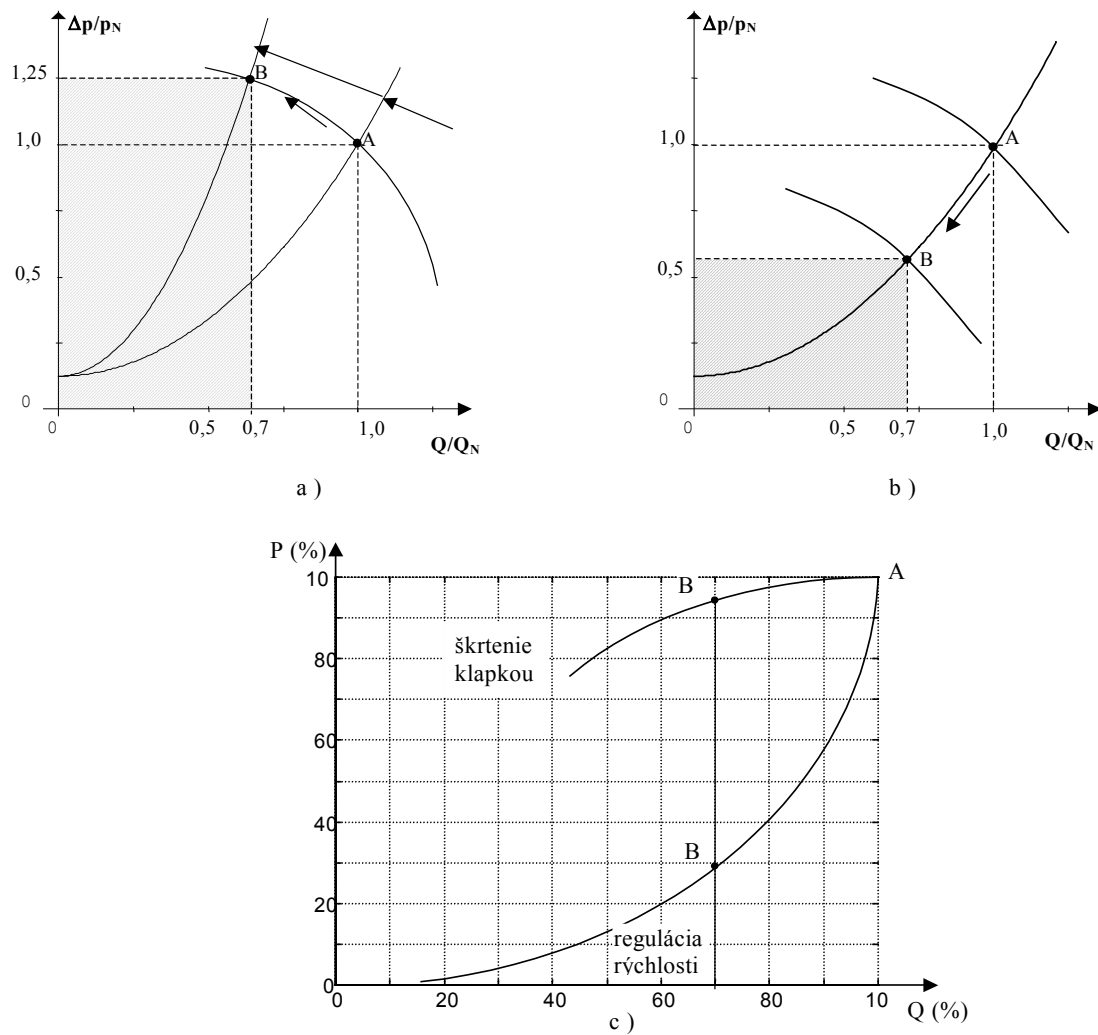 Δp/pN
1,25
B
1,0
A
0,5
0
0
0,5
0,7
1,0
Q/QN
a )
Δp/pN
1,0
A
0,5
B
0
0
0,5
0,7
1,0
Q/QN
b )
P (%)
10
B
A
škrtenie
klapkou
80
60
40
B
20
regulácia
rýchlosti
0
0
20
40
60
80
10
Q (%)
c )